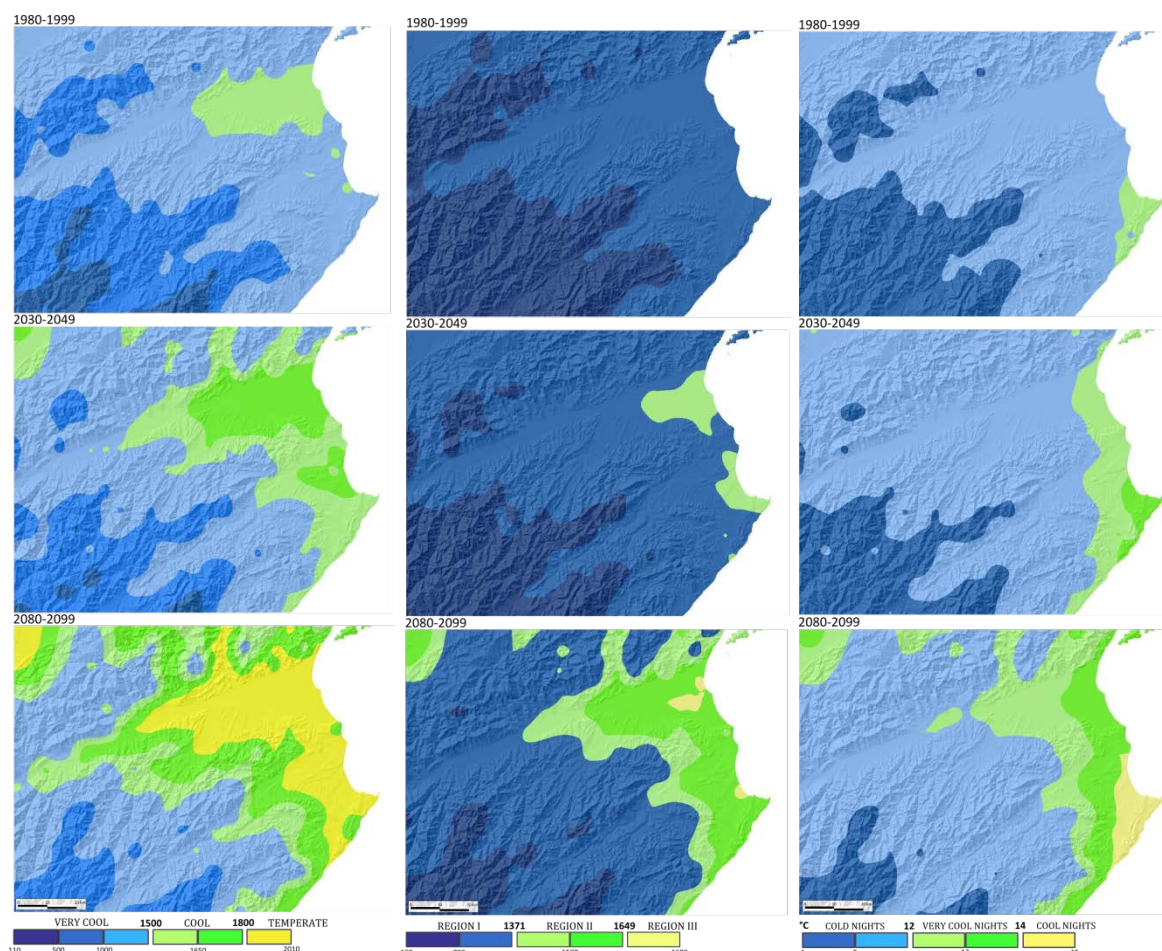 1980-1999
1980-1999
1980-1999
2030-2049
2030-2049
2030-2049
2080-2099
2080-2099
2080-2099
VERY COOL 1500 COOL 1800 TEMPERATE
500 1000 1650 2010
REGION I 1371 REGION II 1649 REGION III
°C COLD NIGHTS 12 VERY COOL NIGHTS 14 COOL NIGHTS